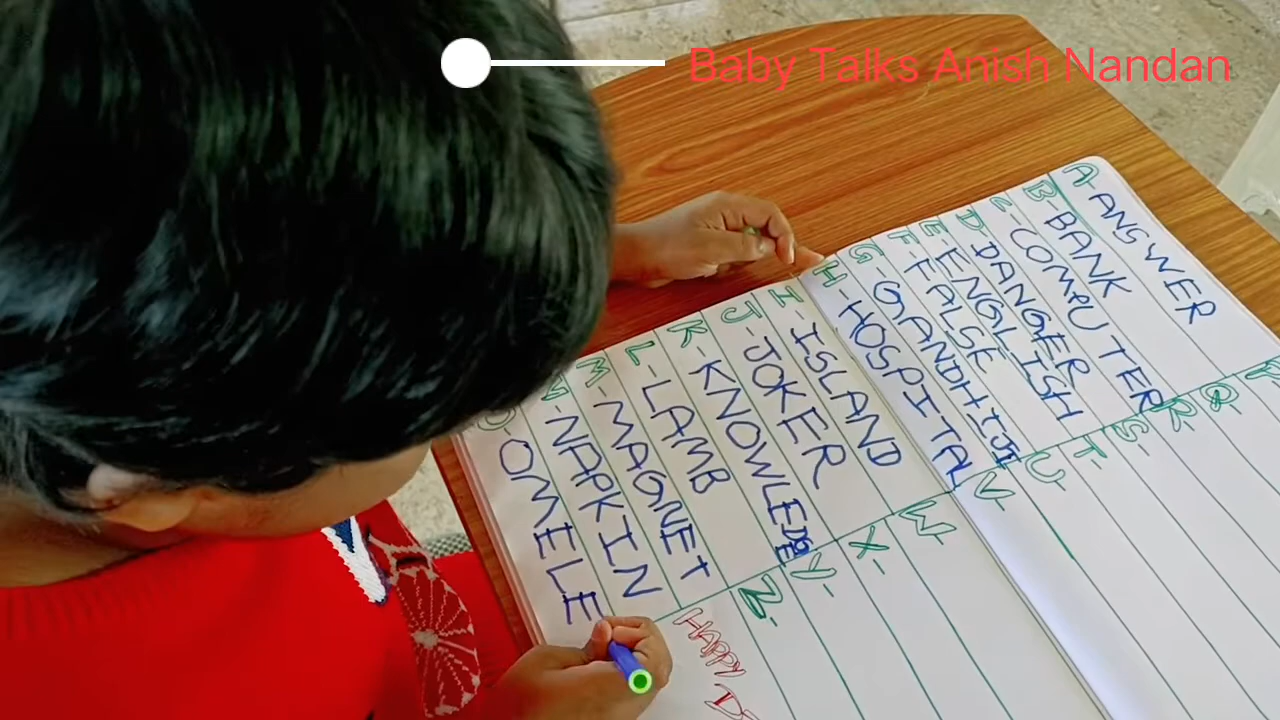 Baby Talks Anish Nandan
A-ANGWER
B-BANK
C-COMPUTER
D-DANGER
E-ENGLISH
F-FALSE
G-GANDHIJI
H-HOSPITAL
I-ISLAND
J-JOKER
K-KNOWLEDGE
L-LAMB
M-MAGNET
N-NAPKIN
O-OMELE
P
Q-
R-
S-
T-
U-
V-
W-
X-
Y-
Z-
HAPPY